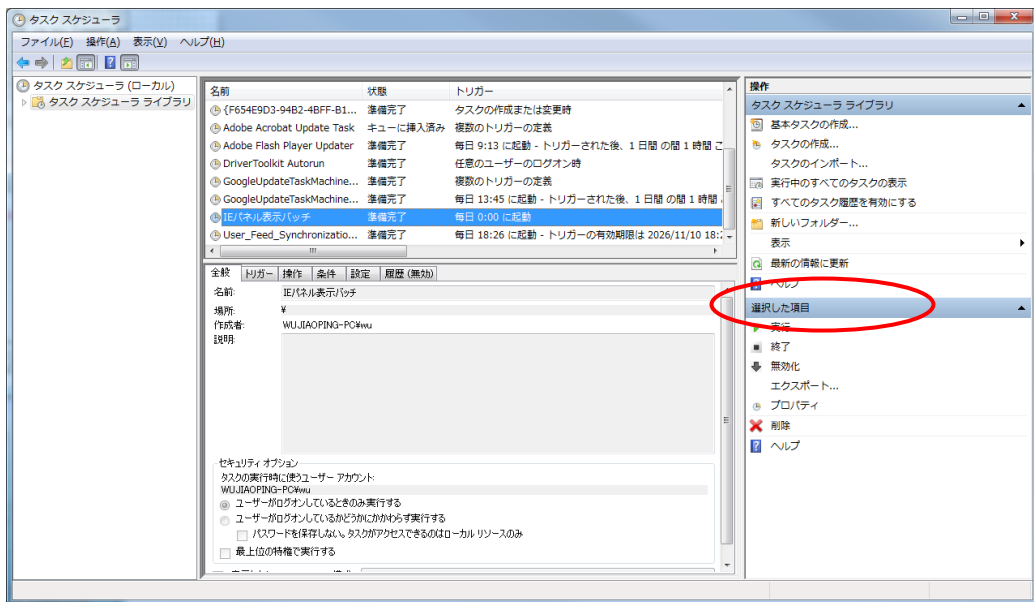 タスク スケジューラ
ファイル(F) 操作(A) 表示(V) ヘルプ(H)
タスク スケジューラ (ローカル)
タスク スケジューラ ライブラリ
名前 状態 トリガー
{F654E9D3-94B2-4BFF-B1... 準備完了 タスクの作成または変更時
Adobe Acrobat Update Task キューに挿入済み 複数のトリガーの定義
Adobe Flash Player Updater 準備完了 毎日 9:13 に起動 - トリガーされた後、1 日間 の間 1 時間 ご
DriverToolkit Autorun 準備完了 任意のユーザーのログオン時
GoogleUpdateTaskMachine... 準備完了 複数のトリガーの定義
GoogleUpdateTaskMachine... 準備完了 毎日 13:45 に起動 - トリガーされた後、1 日間 の間 1 時間
IEパネル表示バッチ 準備完了 毎日 0:00 に起動
User_Feed_Synchronizatio... 準備完了 毎日 18:26 に起動 - トリガーの有効期限は 2026/11/10 18:2
全般 トリガー 操作 条件 設定 履歴 (無効)
名前: IEパネル表示バッチ
場所: ¥
作成者: WUJIAOPING-PC¥wu
説明:
セキュリティ オプション
タスクの実行時に使うユーザー アカウント:
WUJIAOPING-PC¥wu
ユーザーがログオンしているときのみ実行する
ユーザーがログオンしているかどうかにかかわらず実行する
パスワードを保存しない。タスクがアクセスできるのはローカル リソースのみ
最上位の特権で実行する
操作
タスク スケジューラ ライブラリ
基本タスクの作成...
タスクの作成...
タスクのインポート...
実行中のすべてのタスクの表示
すべてのタスク履歴を有効にする
新しいフォルダー...
表示
最新の情報に更新
ヘルプ
選択した項目
実行
終了
無効化
エクスポート...
プロパティ
削除
ヘルプ